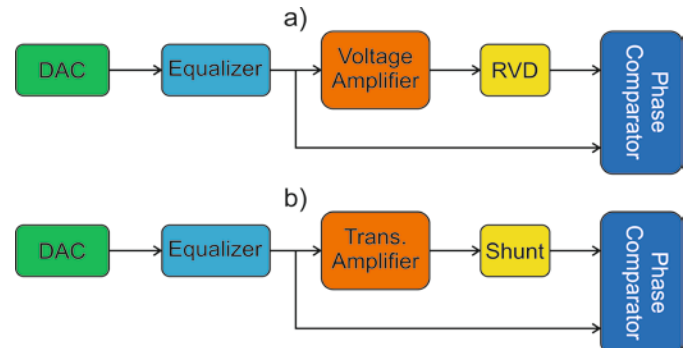 a)
DAC
Equalizer
Voltage
Amplifier
RVD
Phase
Comparator
b)
DAC
Equalizer
Trans.
Amplifier
Shunt
Phase
Comparator